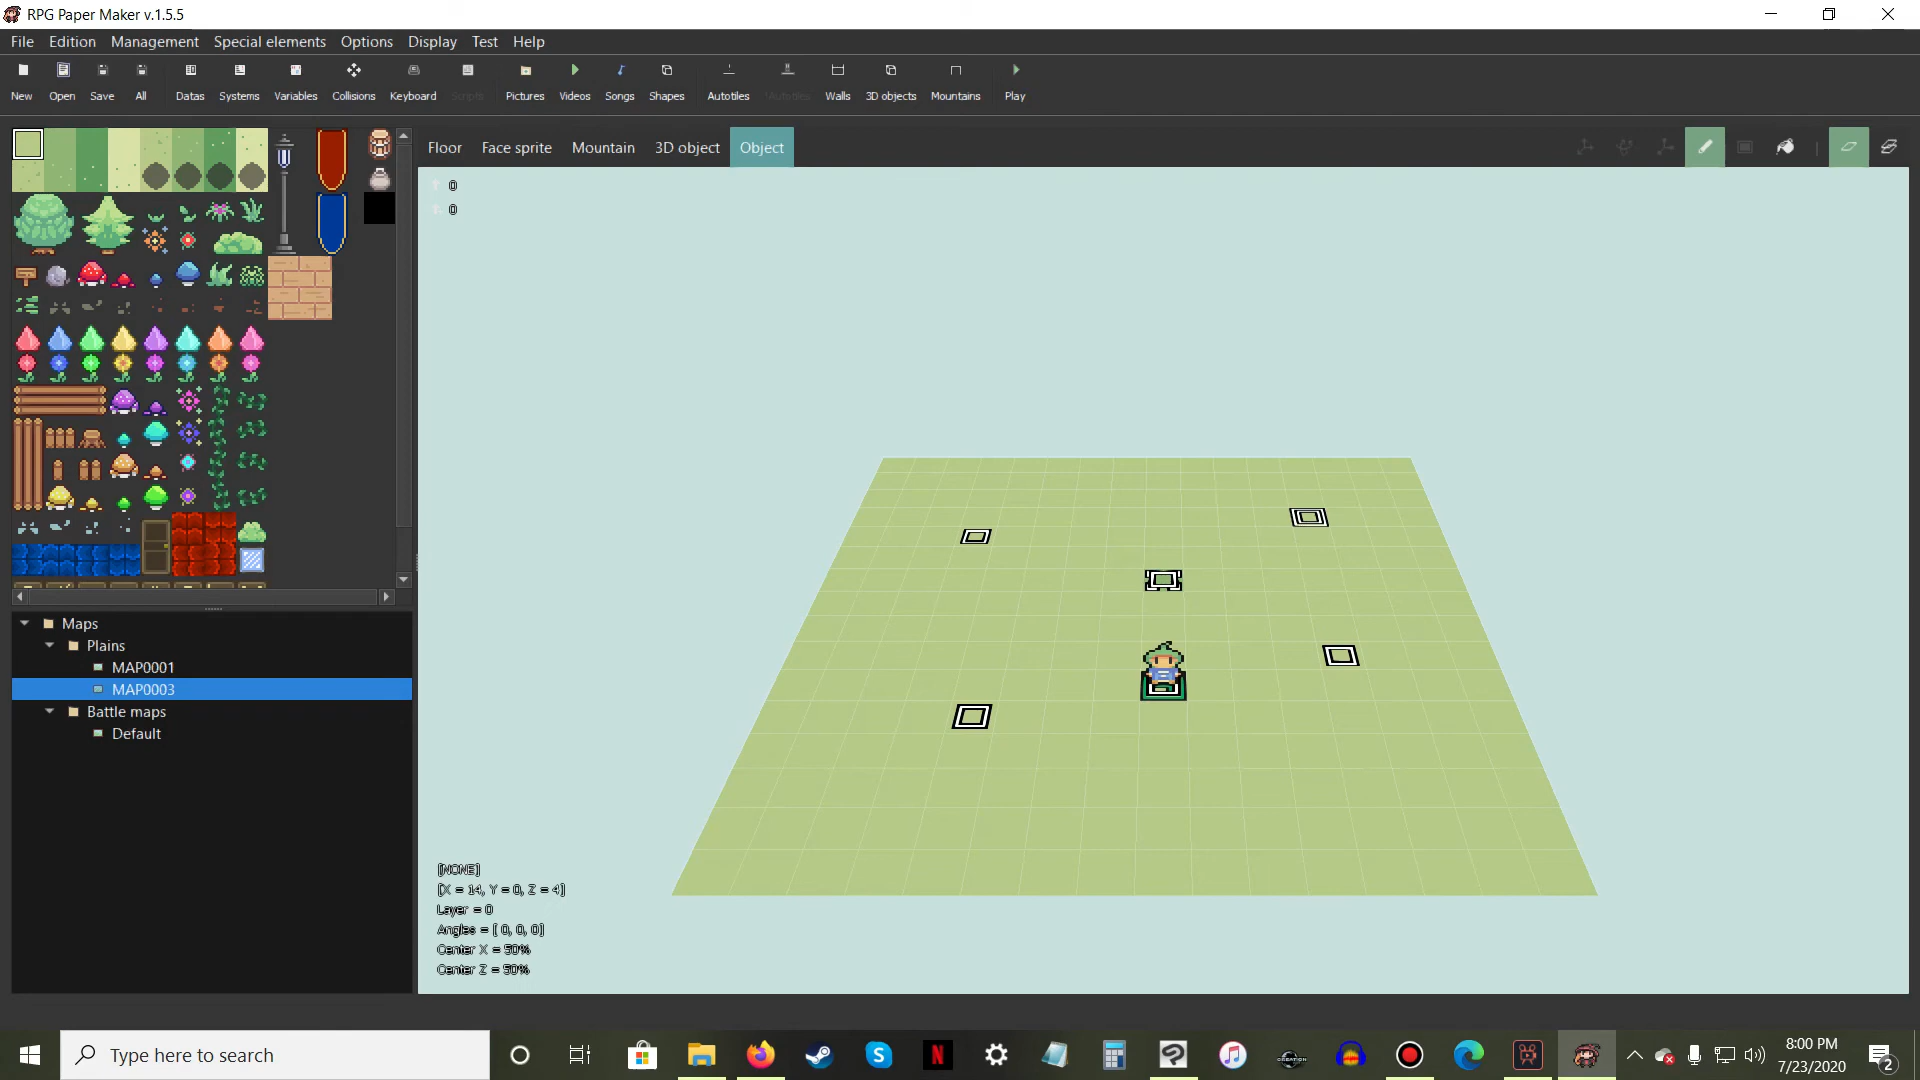 RPG Paper Maker v.1.5.5
File Edition Management Special elements Options Display Test Help
New Open Save All Datas Systems Variables Collisions Keyboard Scripts Pictures Videos Songs Shapes Autotiles Autotiles Walls 3D objects Mountains Play
Floor Face sprite Mountain 3D object Object
0
0
Maps
Plains
MAP0001
MAP0003
Battle maps
Default
[NONE]
[X = 14, Y = 0, Z = 4]
Layer = 0
Angles = [ 0, 0, 0]
Center X = 50%
Center Z = 50%
Type here to search
8:00 PM
7/23/2020
2